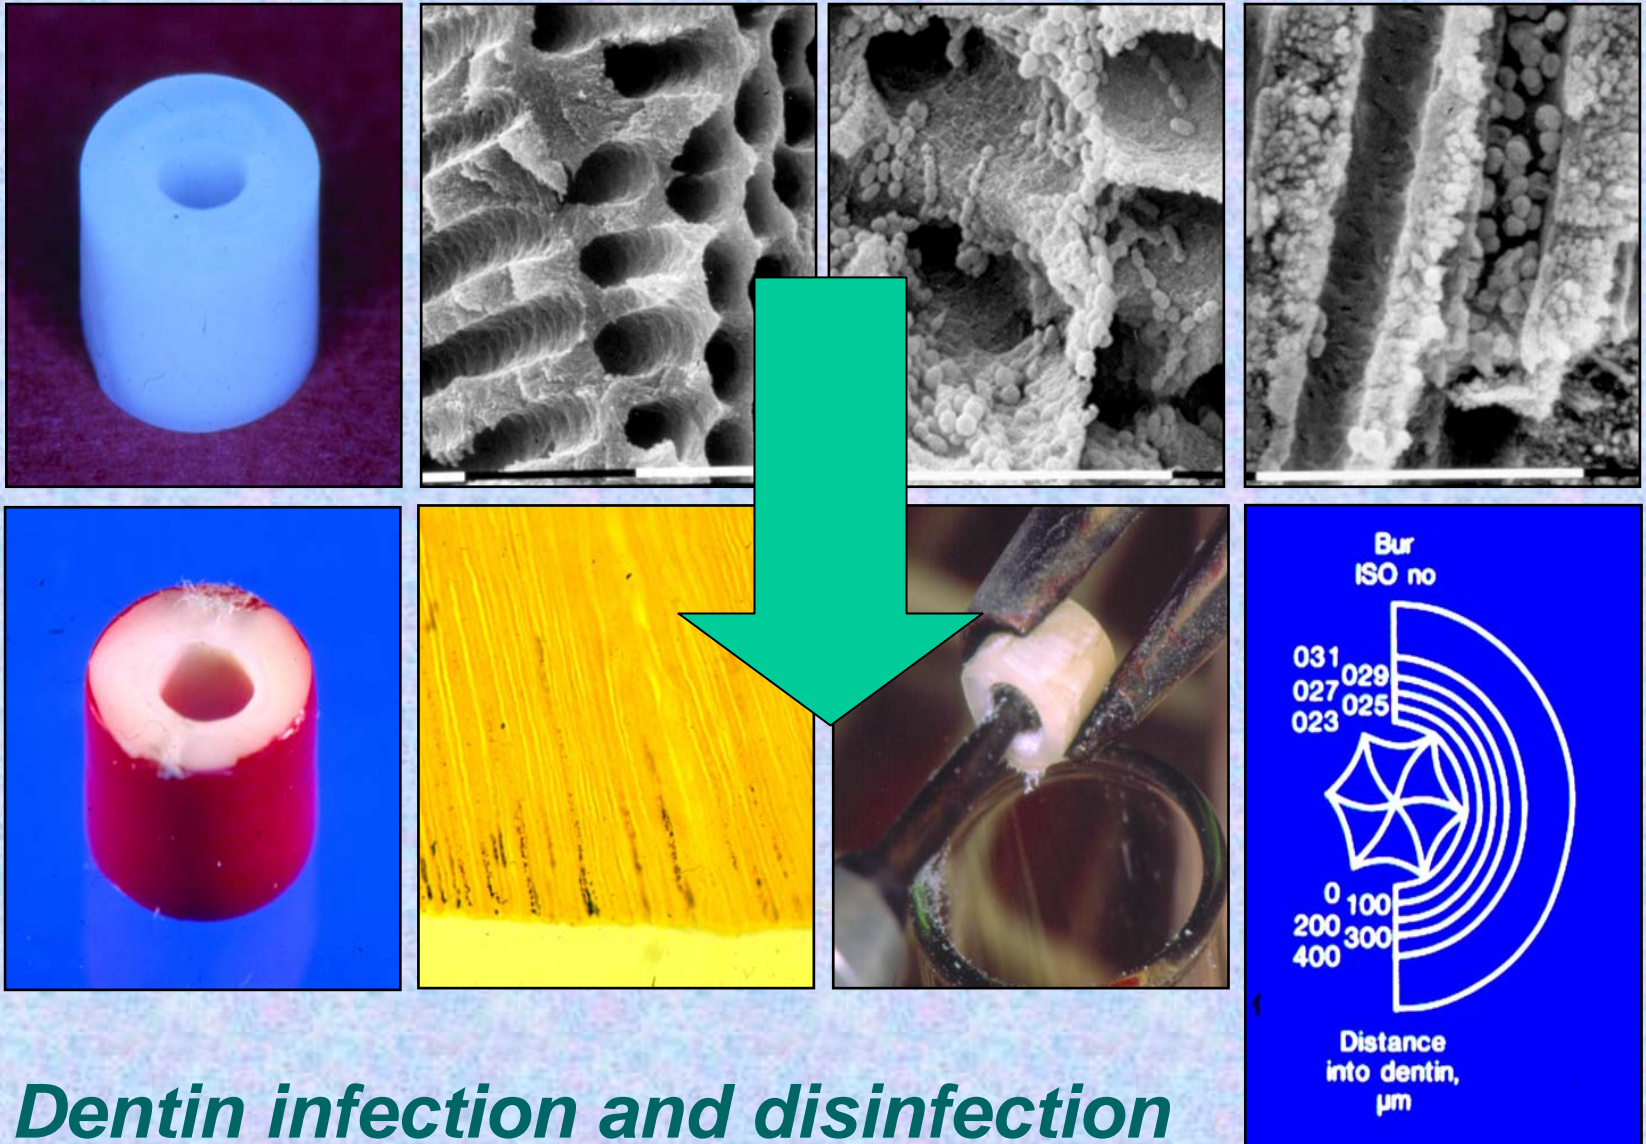 Bur
ISO no
031
029
027
025
023
0
100
200
300
400
Distance
into dentin,
µm
Dentin infection and disinfection